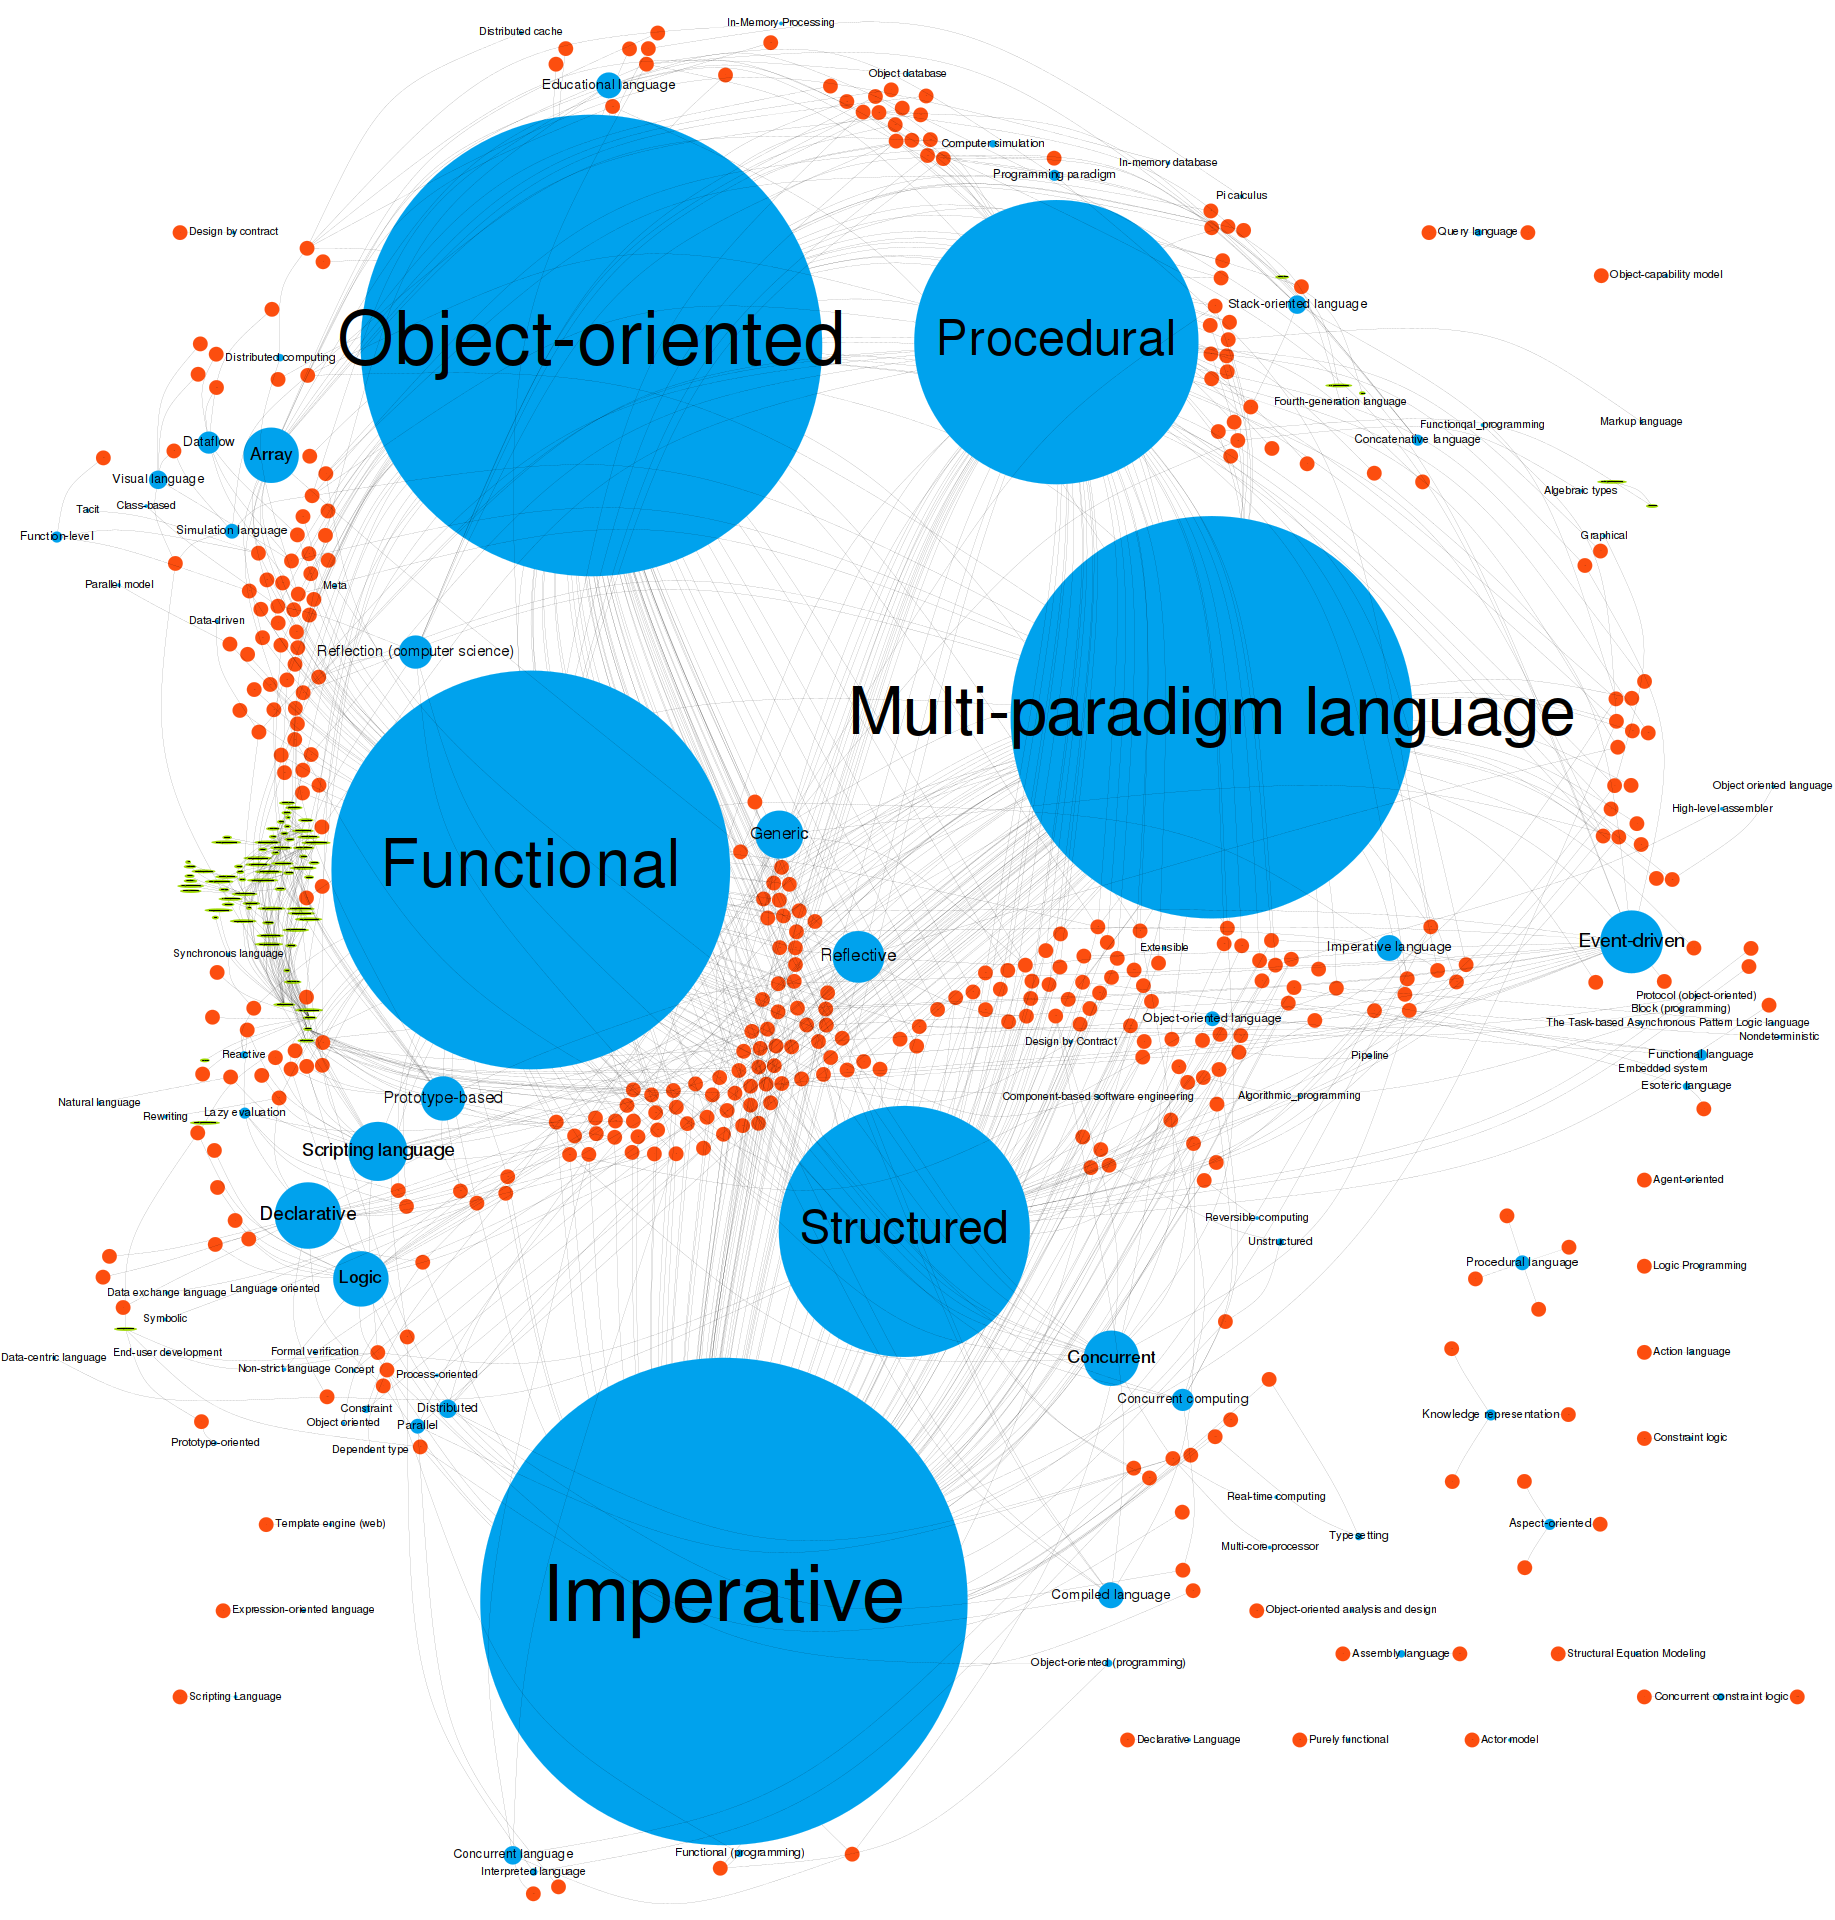 In-Memory Processing
Distributed cache
Object database
Educational language
Computer simulation
In-memory database
Programming paradigm
Pi calculus
Design by contract
Query language
Object-capability model
Stack-oriented language
Object-oriented
Procedural
Distributed computing
Fourth-generation language
Markup language
Functionqal_programming
Concatenative language
Dataflow
Array
Visual language
Algebraic types
Class-based
Tacit
Simulation language
Function-level
Graphical
Parallel model
Meta
Data-driven
Reflection (computer science)
Multi-paradigm language
Object oriented language
High-level assembler
Generic
Functional
Event-driven
Imperative language
Extensible
Synchronous language
Reflective
Protocol (object-oriented)
Block (programming)
Object-oriented language
The Task-based Asynchronous Pattern
Logic language
Nondeterministic
Design by Contract
Reactive
Pipeline
Functional language
Embedded system
Esoteric language
Component-based software engineering
Algorithmic_programming
Prototype-based
Natural language
Rewriting
Lazy evaluation
Scripting language
Agent-oriented
Declarative
Structured
Reversible computing
Unstructured
Procedural language
Logic Programming
Logic
Data exchange language
Language oriented
Symbolic
Data-centric language
End-user development
Formal verification
Action language
Concurrent
Non-strict language
Concept
Process-oriented
Concurrent computing
Constraint
Distributed
Knowledge representation
Object oriented
Parallel
Prototype-oriented
Dependent type
Constraint logic
Real-time computing
Template engine (web)
Aspect-oriented
Typesetting
Multi-core processor
Imperative
Compiled language
Expression-oriented language
Object-oriented analysis and design
Assembly language
Structural Equation Modeling
Object-oriented (programming)
Scripting Language
Concurrent constraint logic
Declarative Language
Purely functional
Actor model
Concurrent language
Functional (programming)
Interpreted language